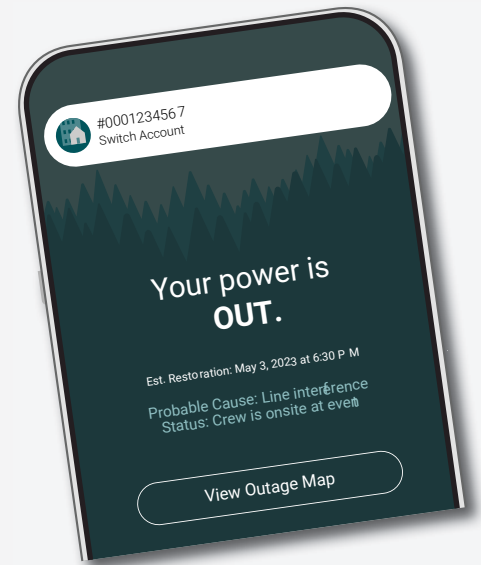 #0001234567
Switch Account
Your power is
OUT.
Est. Restoration: May 3, 2023 at 6:30 P M
Probable Cause: Line interference
Status: Crew is onsite at event
View Outage Map